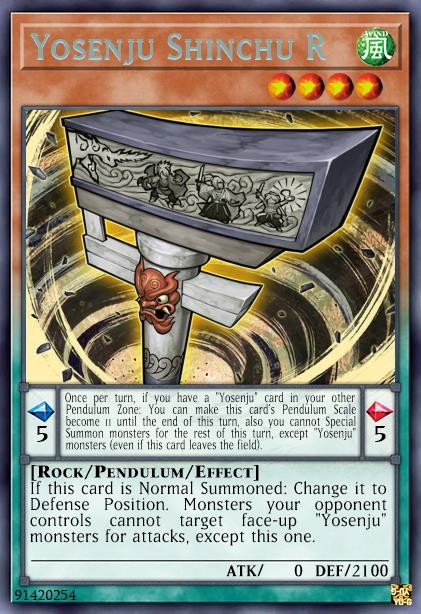 YOSENJU SHINCHU R
WIND
風
Once per turn, if you have a "Yosenju" card in your other
Pendulum Zone: You can make this card's Pendulum Scale
become 11 until the end of this turn, also you cannot Special
Summon monsters for the rest of this turn, except "Yosenju"
monsters (even if this card leaves the field).
5
5
[ROCK/PENDULUM/EFFECT]
If this card is Normal Summoned: Change it to
Defense Position. Monsters your opponent
controls cannot target face-up "Yosenju"
monsters for attacks, except this one.
ATK/ 0 DEF/2100
91420254